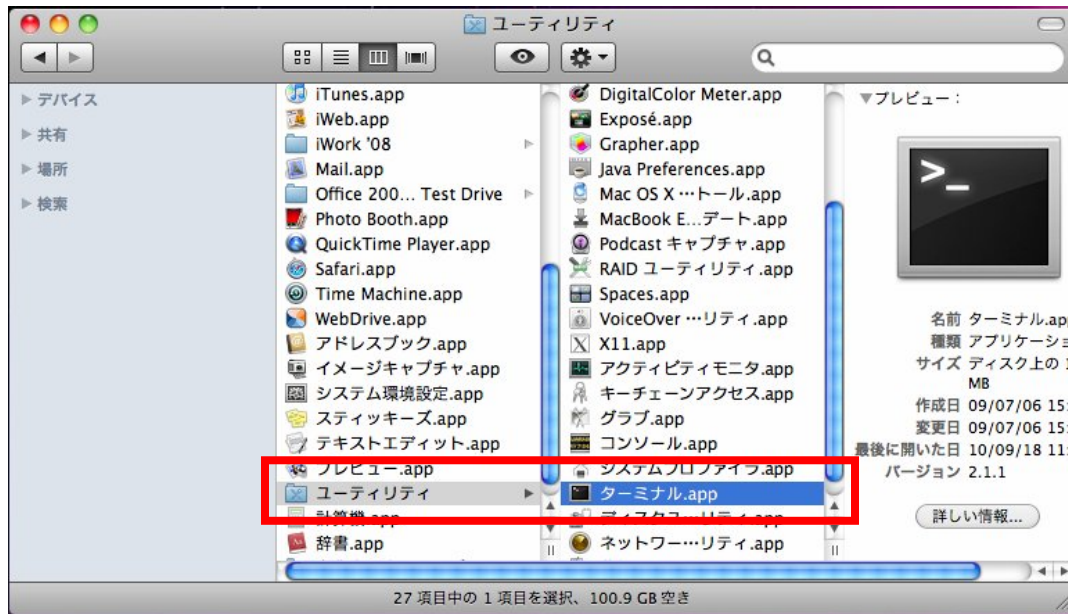 ユーティリティ
デバイス
共有
場所
検索
iTunes.app
iWeb.app
iWork '08
Mail.app
Office 200... Test Drive
Photo Booth.app
QuickTime Player.app
Safari.app
Time Machine.app
WebDrive.app
アドレスブック.app
イメージキャプチャ.app
システム環境設定.app
スティッキーズ.app
テキストエディット.app
プレビュー.app
ユーティリティ
計算機.app
辞書.app
DigitalColor Meter.app
Exposé.app
Grapher.app
Java Preferences.app
Mac OS X …トール.app
MacBook E...デート.app
Podcast キャプチャ.app
RAID ユーティリティ.app
Spaces.app
VoiceOver …リティ.app
X11.app
アクティビティモニタ.app
キーチェーンアクセス.app
グラブ.app
コンソール.app
システムプロファイラ.app
ターミナル.app
ディスクユ…リティ.app
ネットワー…リティ.app
プレビュー：
名前 ターミナル.app
種類 アプリケーショ
サイズ ディスク上の 1
MB
作成日 09/07/06 15:
変更日 09/07/06 15:
最後に開いた日 10/09/18 11:
バージョン 2.1.1
詳しい情報...
27 項目中の 1 項目を選択、100.9 GB 空き